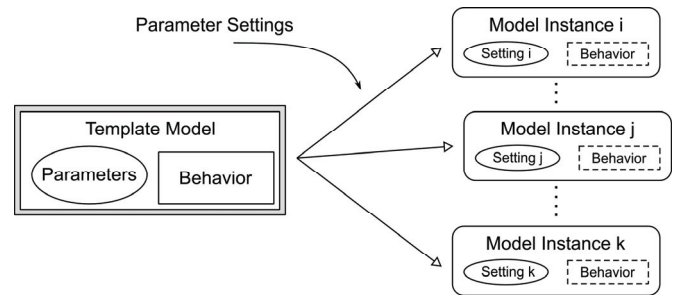 Parameter Settings
Model Instance i
Setting i Behavior
Template Model
Parameters Behavior
Model Instance j
Setting j Behavior
Model Instance k
Setting k Behavior